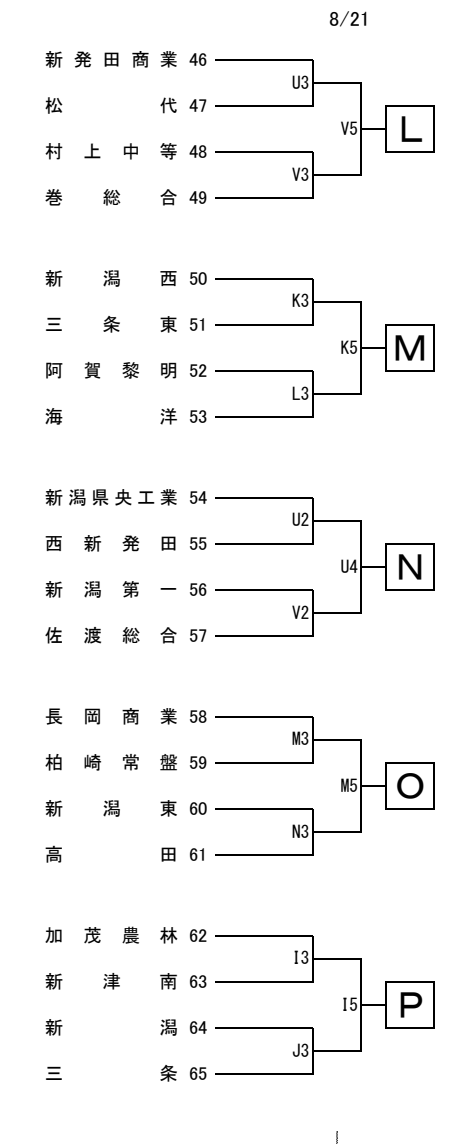 8/21
新発田商業 46
U3
松代 47
V5
L
村上中等 48
V3
巻総合 49
新潟西 50
K3
三条東 51
K5
M
阿賀黎明 52
L3
海洋 53
新潟県央工業 54
U2
西新発田 55
U4
N
新潟第一 56
V2
佐渡総合 57
長岡商業 58
M3
柏崎常盤 59
M5
O
新潟東 60
N3
高田 61
加茂農林 62
I3
新津南 63
I5
P
新潟 64
J3
三条 65